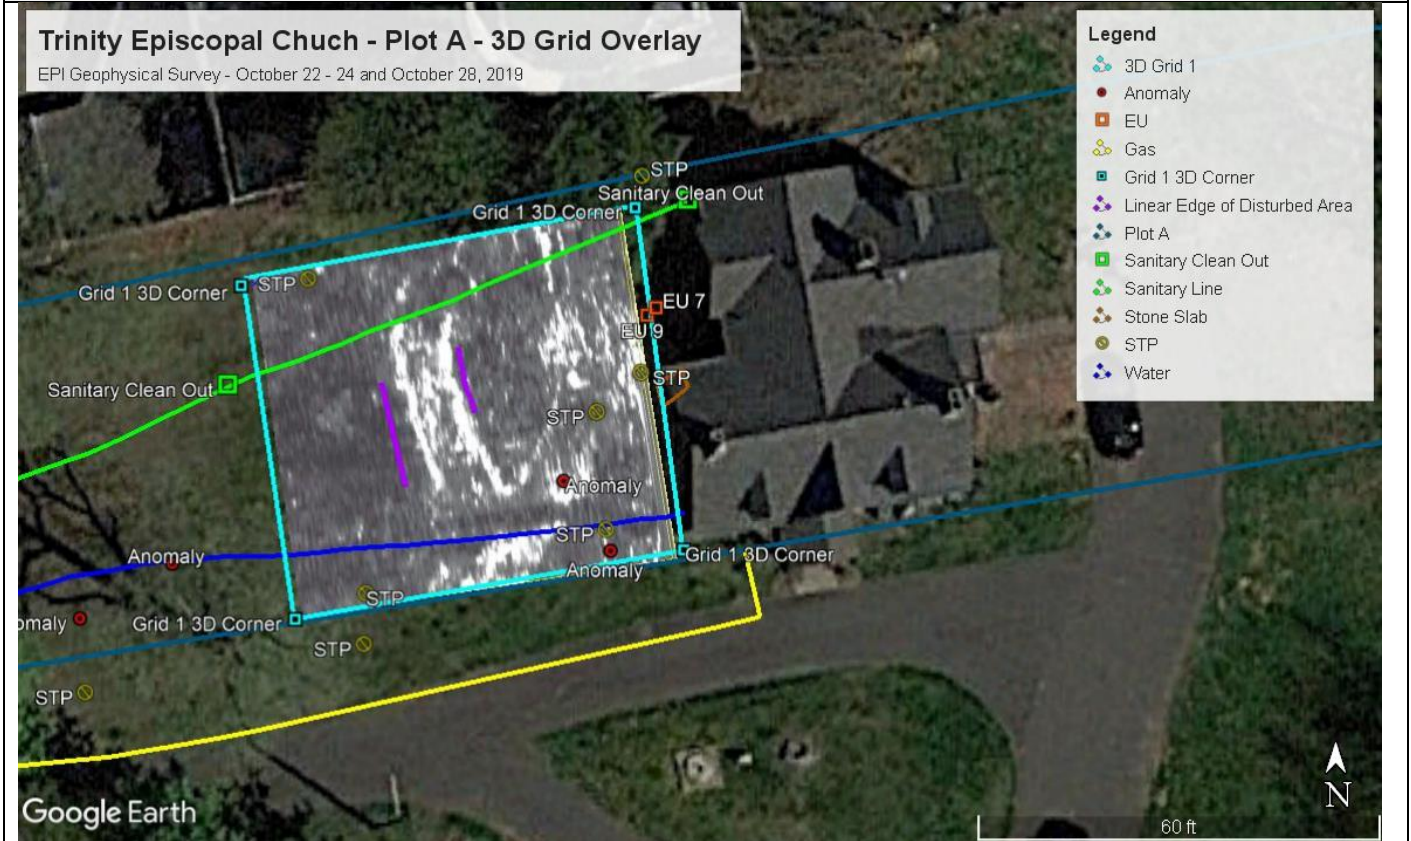 Trinity Episcopal Chuch - Plot A - 3D Grid Overlay
EPI Geophysical Survey - October 22 - 24 and October 28, 2019
Legend
3D Grid 1
Anomaly
EU
Gas
Grid 1 3D Corner
Linear Edge of Disturbed Area
Plot A
Sanitary Clean Out
Sanitary Line
Stone Slab
STP
Water
STP
Sanitary Clean Out
Grid 1 3D Corner
STP
Grid 1 3D Corner
EU 7
EU 9
STP
Sanitary Clean Out
STP
Anomaly
STP
Anomaly
Grid 1 3D Corner
Anomaly
STP
omaly
Grid 1 3D Corner
STP
STP
Google Earth
N
60 ft